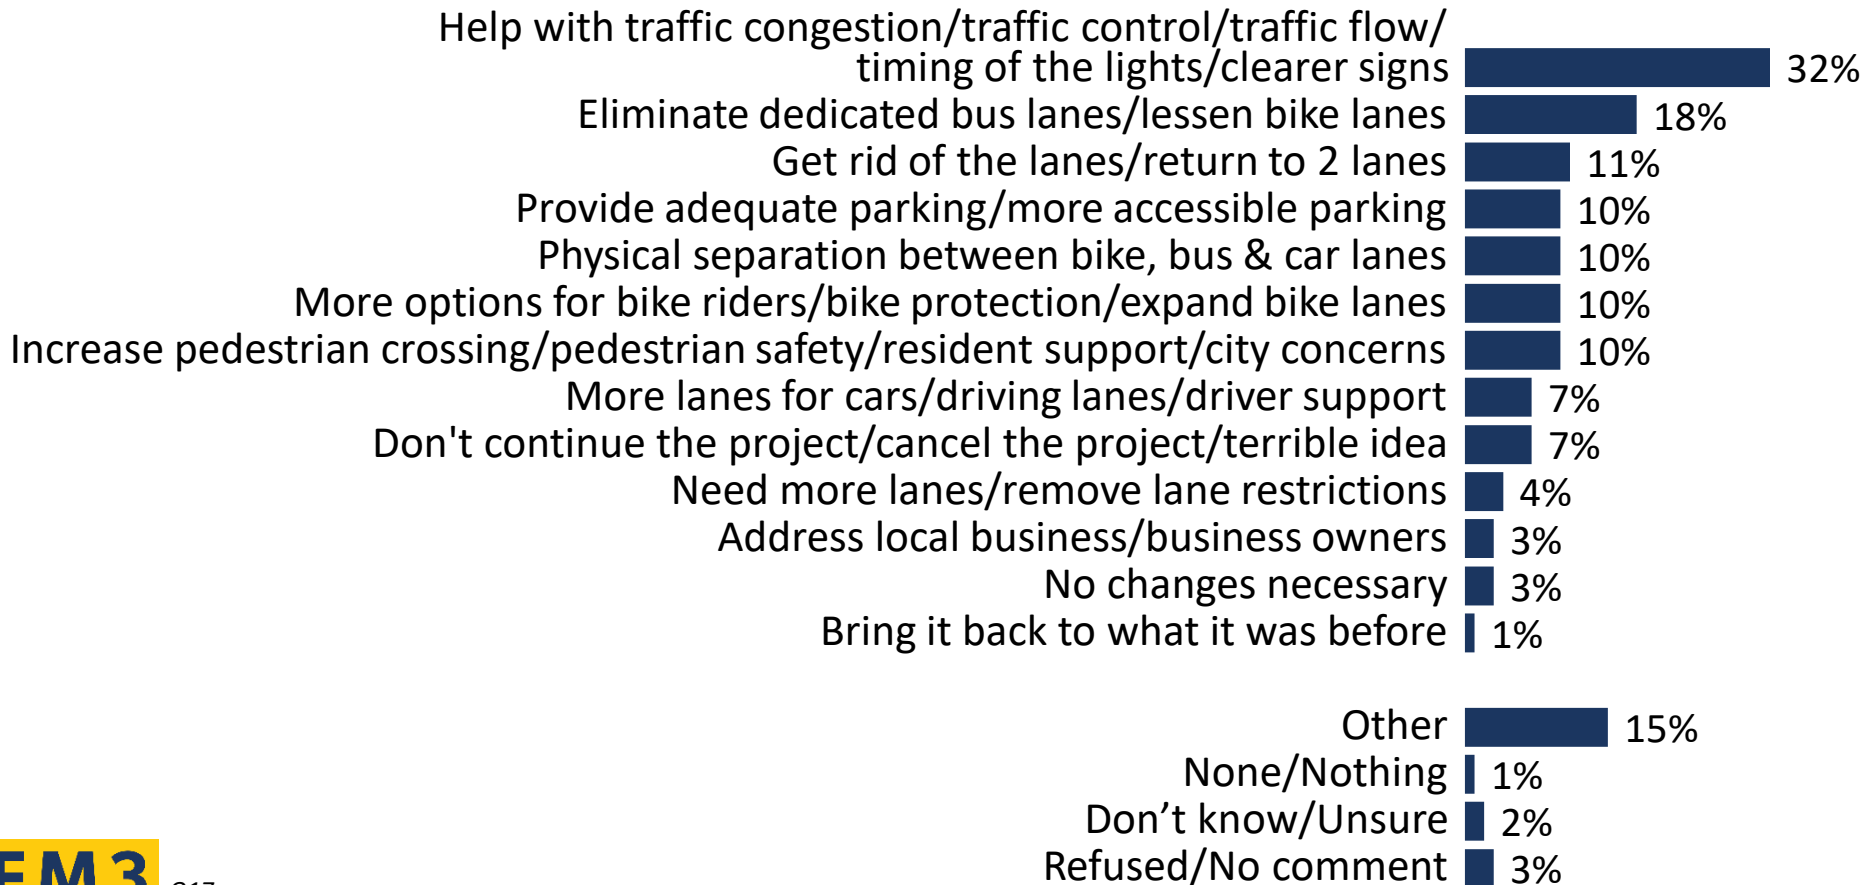 Help with traffic congestion/traffic control/traffic flow/
timing of the lights/clearer signs 32%
Eliminate dedicated bus lanes/lessen bike lanes 18%
Get rid of the lanes/return to 2 lanes 11%
Provide adequate parking/more accessible parking 10%
Physical separation between bike, bus & car lanes 10%
More options for bike riders/bike protection/expand bike lanes 10%
Increase pedestrian crossing/pedestrian safety/resident support/city concerns 10%
More lanes for cars/driving lanes/driver support 7%
Don't continue the project/cancel the project/terrible idea 7%
Need more lanes/remove lane restrictions 4%
Address local business/business owners 3%
No changes necessary 3%
Bring it back to what it was before 1%
Other 15%
None/Nothing 1%
Don’t know/Unsure 2%
Refused/No comment 3%
M3